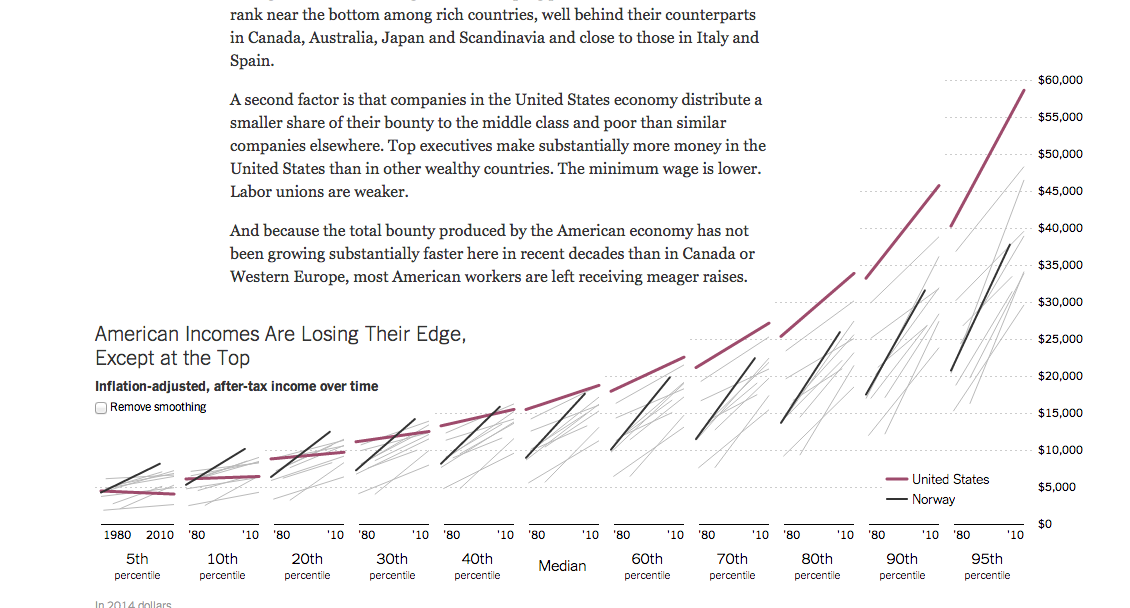 rank near the bottom among rich countries, well behind their counterparts
in Canada, Australia, Japan and Scandinavia and close to those in Italy and
Spain.
A second factor is that companies in the United States economy distribute a
smaller share of their bounty to the middle class and poor than similar
companies elsewhere. Top executives make substantially more money in the
United States than in other wealthy countries. The minimum wage is lower.
Labor unions are weaker.
And because the total bounty produced by the American economy has not
been growing substantially faster here in recent decades than in Canada or
Western Europe, most American workers are left receiving meager raises.
American Incomes Are Losing Their Edge,
Except at the Top
Inflation-adjusted, after-tax income over time
Remove smoothing
$60,000
$55,000
$50,000
$45,000
$40,000
$35,000
$30,000
$25,000
$20,000
$15,000
$10,000
$5,000
$0
United States
Norway
1980 2010 '80 '10 '80 '10 '80 '10 '80 '10 '80 '10 '80 '10 '80 '10 '80 '10 '80 '10 '80 '10
5th 10th 20th 30th 40th Median 60th 70th 80th 90th 95th
percentile percentile percentile percentile percentile percentile percentile percentile percentile percentile
In 2014 dollars